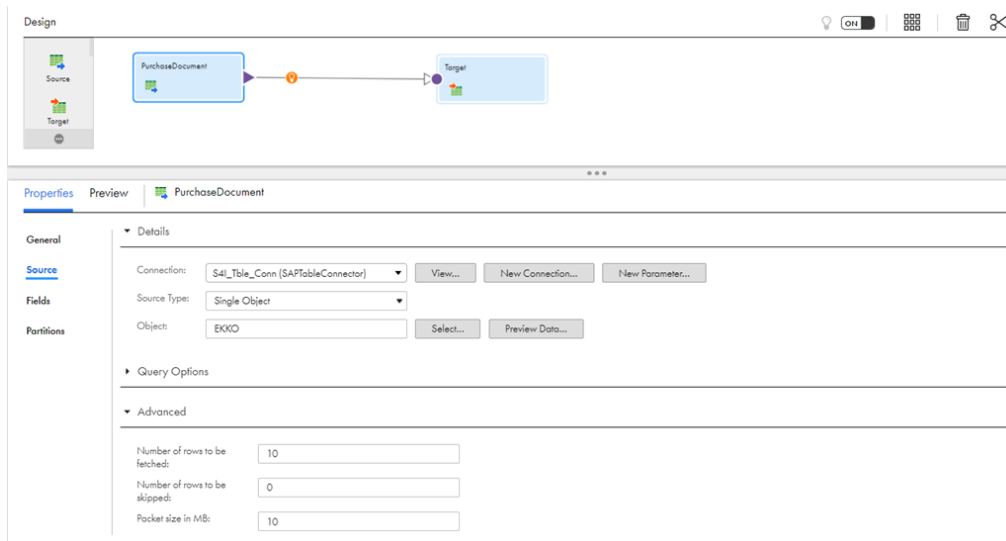 Design
ON
Source
Target
PurchaseDocument
Target
Properties
Preview
PurchaseDocument
General
Source
Fields
Partitions
Details
Connection:
S4I_Tble_Conn (SAPTableConnector)
View...
New Connection...
New Parameter...
Source Type:
Single Object
Object:
EKKO
Select...
Preview Data...
Query Options
Advanced
Number of rows to be
fetched:
10
Number of rows to be
skipped:
0
Packet size in MB:
10